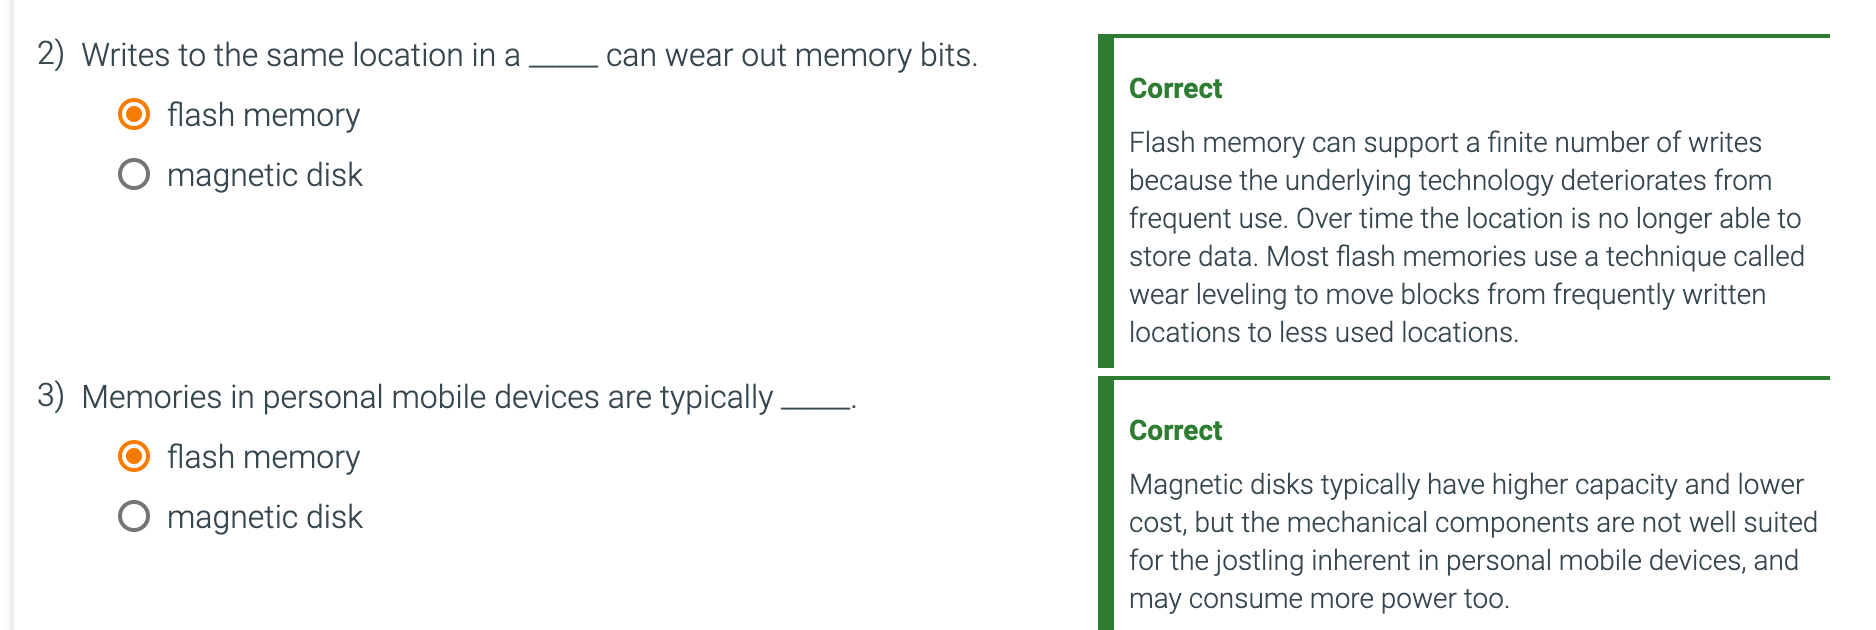 2) Writes to the same location in a ____ can wear out memory bits.
flash memory
magnetic disk
Correct
Flash memory can support a finite number of writes
because the underlying technology deteriorates from
frequent use. Over time the location is no longer able to
store data. Most flash memories use a technique called
wear leveling to move blocks from frequently written
locations to less used locations.
3) Memories in personal mobile devices are typically ____.
flash memory
magnetic disk
Correct
Magnetic disks typically have higher capacity and lower
cost, but the mechanical components are not well suited
for the jostling inherent in personal mobile devices, and
may consume more power too.